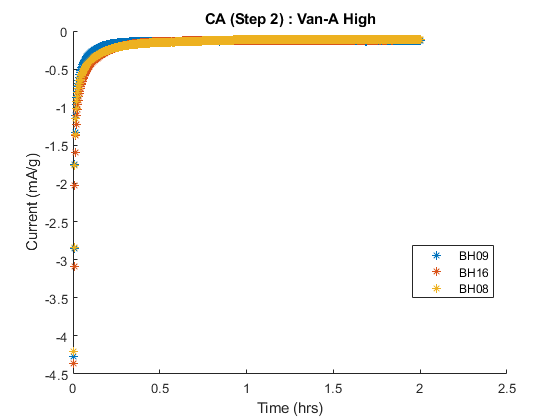 CA (Step 2) : Van-A High
0
-0.5
-1
-1.5
-2
-2.5
-3
-3.5
-4
-4.5
Current (mA/g)
0 0.5 1 1.5 2 2.5
Time (hrs)
BH09
BH16
BH08